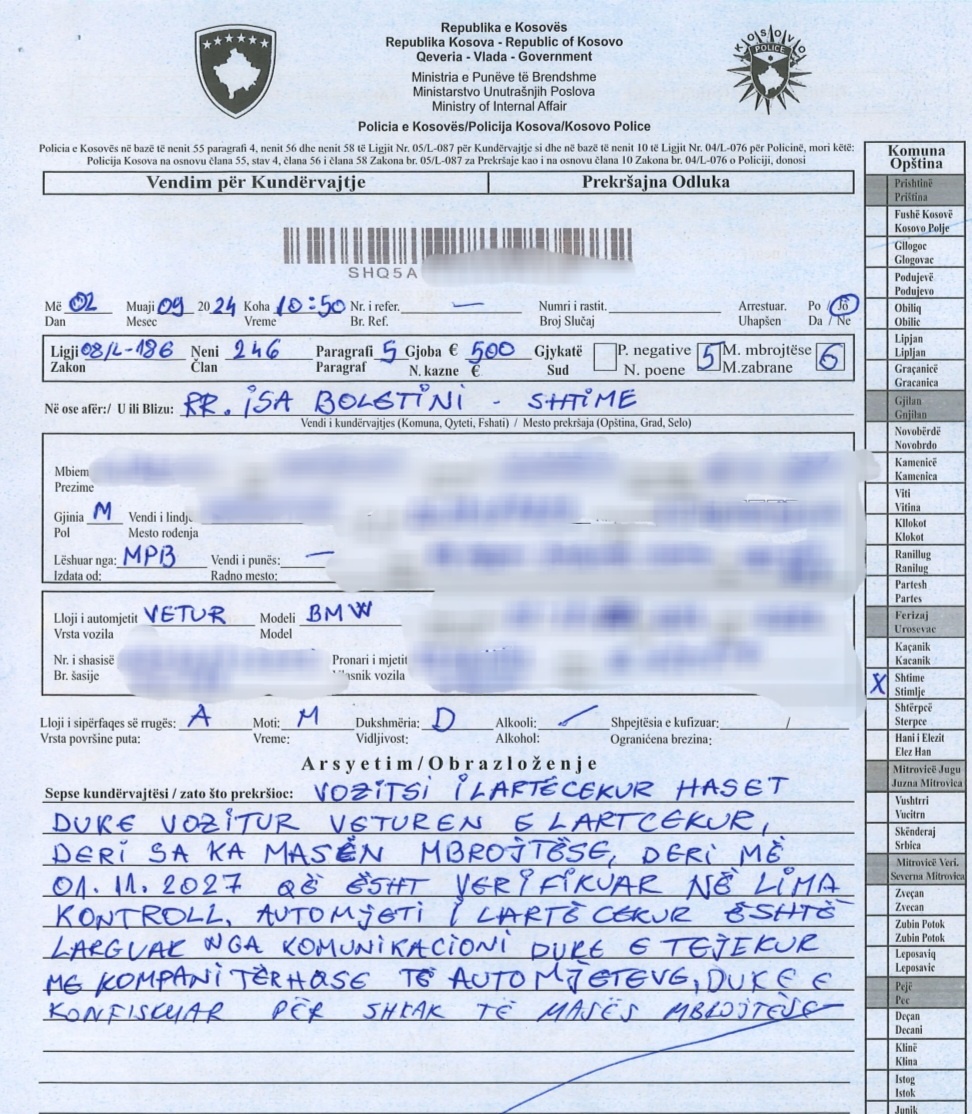 Republika e Kosovës
Republika Kosova - Republic of Kosovo
Qeveria - Vlada - Government
Ministria e Punëve të Brendshme
Ministarstvo Unutrašnjih Poslova
Ministry of Internal Affair
Policia e Kosovës/Policija Kosova/Kosovo Police
KOSOVO
POLICE
Policia e Kosovës në bazë të nenit 55 paragrafi 4, nenit 56 dhe nenit 58 të Ligjit Nr. 05/L-087 për Kundërvajtje si dhe në bazë të nenit 10 të Ligjit Nr. 04/L-076 për Policinë, mori këtë:
Policija Kosova na osnovu člana 55, stav 4, člana 56 i člana 58 Zakona br. 05/L-087 za Prekršaje kao i na osnovu člana 10 Zakona br. 04/L-076 o Policiji, donosi
Vendim për Kundërvajtje Prekršajna Odluka
SHQ5A
Më 02 Muaji 09 2024 Koha 10:50 Nr. i refer. — Numri i rastit. Arrestuar. Po / Jo
Dan Mesec Vreme Br. Ref. Broj Slučaj Uhapšen Da / Ne
Ligji 08/L-186 Neni 246 Paragrafi 5 Gjoba € 500 Gjykatë P. negative 5 M. mbrojtëse 6
Zakon Član Paragraf N. kazne € Sud N. poene M.zabrane
Në ose afër:/ U ili Blizu: RR. ISA BOLETINI - SHTIME
Vendi i kundërvajtjes (Komuna, Qyteti, Fshati) / Mesto prekršaja (Opština, Grad, Selo)
Mbiem
Prezime
Gjinia M Vendi i lindj
Pol Mesto rođenja
Lëshuar nga: MPB Vendi i punës: —
Izdata od: Radno mesto:
Lloji i automjetit VETUR Modeli BMW
Vrsta vozila Model
Nr. i shasisë Pronari i mjetit
Br. šasije Vlasnik vozila
Lloji i sipërfaqes së rrugës: A Moti: M Dukshmëria: D Alkooli: Shpejtësia e kufizuar: /
Vrsta površine puta: Vreme: Vidljivost: Alkohol: Ograničena brezina:
Arsyetim/Obrazloženje
Sepse kundërvajtësi / zato što prekršioc: VOZITSI ILARTECEKUR HASET
DUKE VOZITUR VETUREN E LARTCEKUR,
DERI SA KA MASËN MBROJTËSE, DERI MË
01.11.2027 QË ËSHT VERIFIKUAR NË LIMA
KONTROLL, AUTOMJETI I LARTË CEKUR ËSHTË
LARGUAR NGA KOMUNIKACIONI DUKE E TEJEKUR
ME KOMPANI TËRHASE TË AUTOMJETEVE, DUKE E
KONFISKUAR PËR SHKAK TË MASËS MBROJTËSE
Komuna
Opština
Prishtinë
Priština
Fushë Kosovë
Kosovo Polje
Gllogoc
Glogovac
Podujevë
Podujevo
Obiliq
Obilic
Lipjan
Lipljan
Graçanicë
Gracanica
Gjilan
Gnjilan
Novobërdë
Novobrdo
Kamenicë
Kamenica
Viti
Vitina
Kllokot
Klokot
Ranillug
Ranilug
Partesh
Partes
Ferizaj
Urosevac
Kaçanik
Kacanik
X Shtime
Stimlje
Shtërpcë
Sterpce
Hani i Elezit
Elez Han
Mitrovicë Jugu
Juzna Mitrovica
Vushtrri
Vucitrn
Skënderaj
Srbica
Mitrovicë Veri.
Severna Mitrovica
Zveçan
Zvecan
Zubin Potok
Zubin Potok
Leposaviq
Leposavic
Pejë
Pec
Deçan
Decani
Klinë
Klina
Istog
Istok
Junik